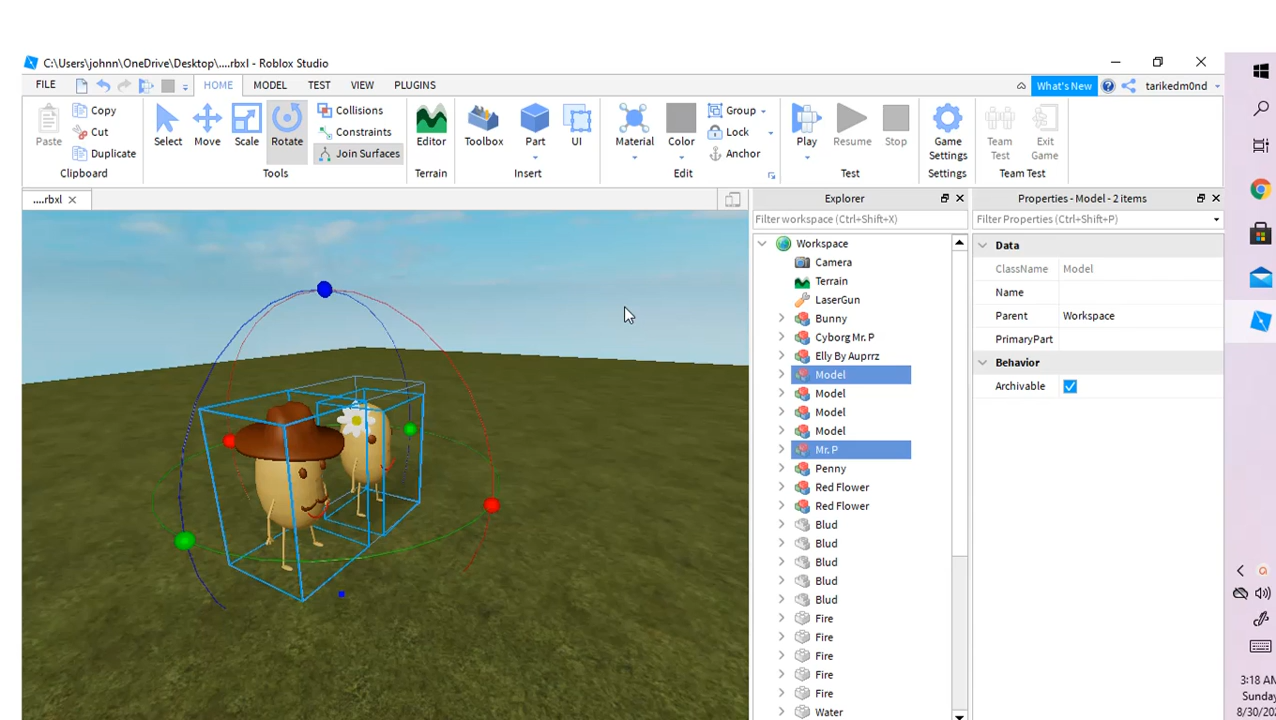 C:\Users\johnn\OneDrive\Desktop\....rbxl - Roblox Studio
FILE HOME MODEL TEST VIEW PLUGINS What's New tarikedm0nd
Paste
Copy
Cut
Duplicate
Clipboard
Select Move Scale Rotate
Collisions
Constraints
Join Surfaces
Tools
Editor
Terrain
Toolbox Part UI
Insert
Material Color
Group
Lock
Anchor
Edit
Play Resume Stop
Test
Game Settings
Settings
Team Test
Exit Game
Team Test
....rbxl
Explorer
Filter workspace (Ctrl+Shift+X)
Workspace
Camera
Terrain
LaserGun
Bunny
Cyborg Mr. P
Elly By Auprrz
Model
Model
Model
Model
Mr. P
Penny
Red Flower
Red Flower
Blud
Blud
Blud
Blud
Blud
Fire
Fire
Fire
Fire
Fire
Water
Properties - Model - 2 items
Filter Properties (Ctrl+Shift+P)
Data
ClassName Model
Name
Parent Workspace
PrimaryPart
Behavior
Archivable
3:18 AM
Sunday
8/30/20